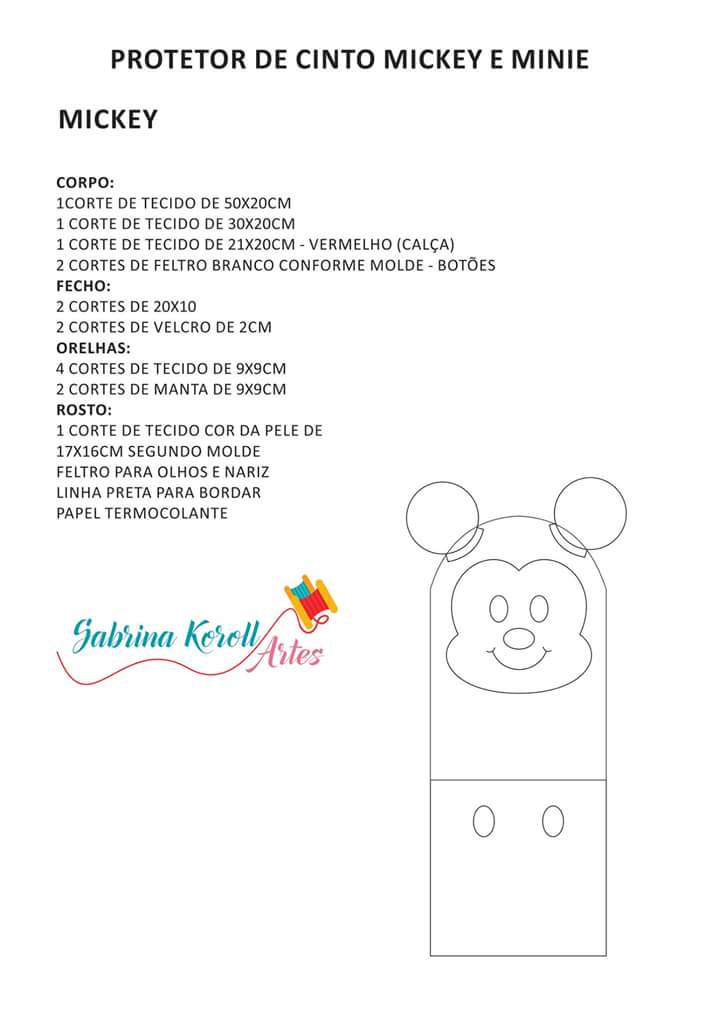 PROTETOR DE CINTO MICKEY E MINIE
MICKEY
CORPO:
1CORTE DE TECIDO DE 50X20CM
1 CORTE DE TECIDO DE 30X20CM
1 CORTE DE TECIDO DE 21X20CM - VERMELHO (CALÇA)
2 CORTES DE FELTRO BRANCO CONFORME MOLDE - BOTÕES
FECHO:
2 CORTES DE 20X10
2 CORTES DE VELCRO DE 2CM
ORELHAS:
4 CORTES DE TECIDO DE 9X9CM
2 CORTES DE MANTA DE 9X9CM
ROSTO:
1 CORTE DE TECIDO COR DA PELE DE
17X16CM SEGUNDO MOLDE
FELTRO PARA OLHOS E NARIZ
LINHA PRETA PARA BORDAR
PAPEL TERMOCOLANTE
Sabrina Koroll
Artes